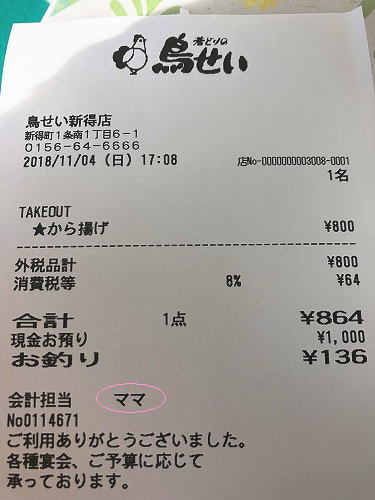 若どりの
鳥せい
鳥せい新得店
新得町1条南1丁目6-1
0156-64-6666
2018/11/04 (日) 17:08 店No-0000000003008-0001
1名
TAKEOUT
★から揚げ ¥800
外税品計 ¥800
消費税等 8% ¥64
合計 1点 ¥864
現金お預り ¥1,000
お釣り ¥136
会計担当 ママ
No0114671
ご利用ありがとうございました。
各種宴会、ご予算に応じて
承っております。